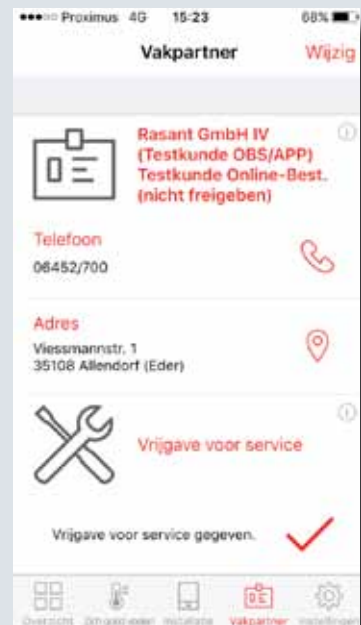 Proximus 4G 15:23 68%
Vakpartner Wijzig
Rasant GmbH IV
(Testkunde OBS/APP)
Testkunde Online-Best.
(nicht freigeben)
Telefoon
06452/700
Adres
Viessmannstr. 1
35108 Allendorf (Eder)
Vrijgave voor service
Vrijgave voor service gegeven.
Overzicht Installatie Vakpartner Instellingen